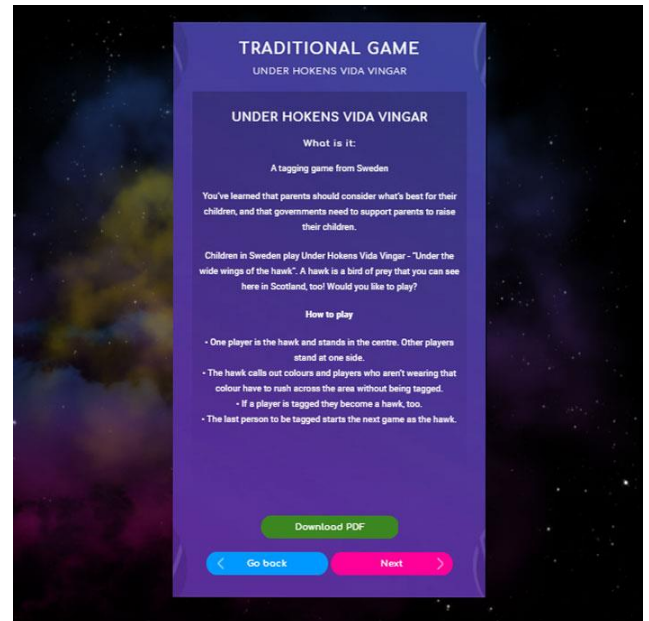 TRADITIONAL GAME
UNDER HOKENS VIDA VINGAR
UNDER HOKENS VIDA VINGAR
What is it:
A tagging game from Sweden
You've learned that parents should consider what's best for their
children, and that governments need to support parents to raise
their children.
Children in Sweden play Under Hokens Vida Vingar - "Under the
wide wings of the hawk". A hawk is a bird of prey that you can see
here in Scotland, too! Would you like to play?
How to play
• One player is the hawk and stands in the centre. Other players
stand at one side.
• The hawk calls out colours and players who aren't wearing that
colour have to rush across the area without being tagged.
• If a player is tagged they become a hawk, too.
• The last person to be tagged starts the next game as the hawk.
Download PDF
Go back
Next